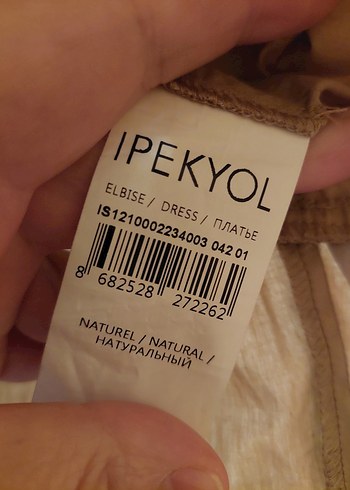 IPEKYOL
ELBISE / DRESS / ПЛАТЬЕ
IS1210002234003 042 01
8 682528 272262
NATUREL / NATURAL /
НАТУРАЛЬНЫЙ